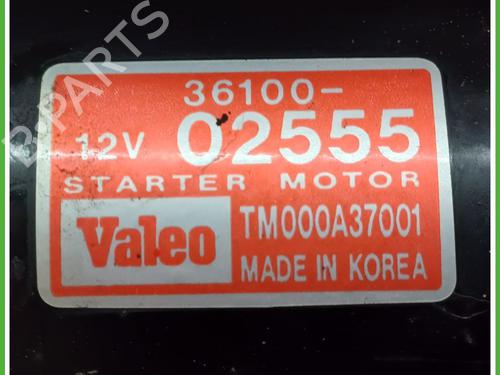 B-PARTS
36100-
12V 02555
STARTER MOTOR
Valeo
TM000A37001
MADE IN KOREA